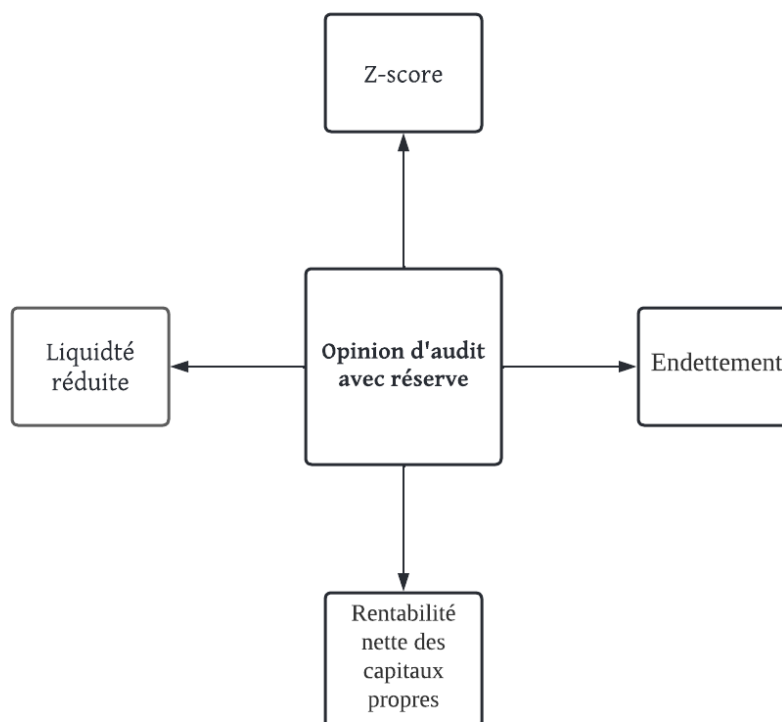 Z-score
Liquidté
réduite
Opinion d'audit
avec réserve
Endettement
Rentabilité
nette des
capitaux
propres